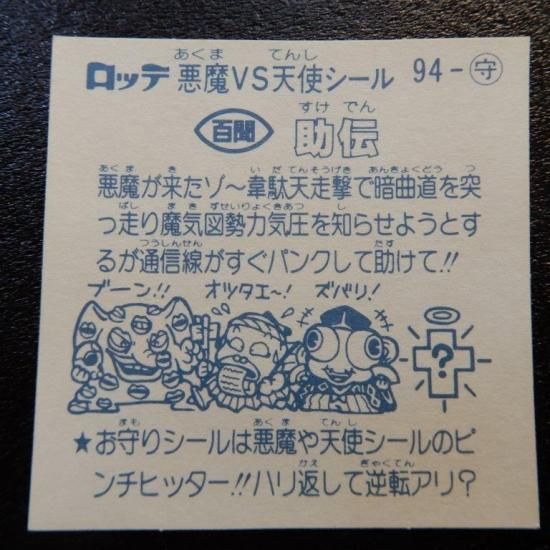 ロッテ 悪魔VS天使シール 94-守
百聞 助伝
悪魔が来たゾ〜韋駄天走撃で暗曲道を突
っ走り魔気図勢力気圧を知らせようとす
るが通信線がすぐパンクして助けて!!
ブーン!! オツタエ〜! ズバリ!
?
★お守りシールは悪魔や天使シールのピ
ンチヒッター!!ハリ返して逆転アリ?